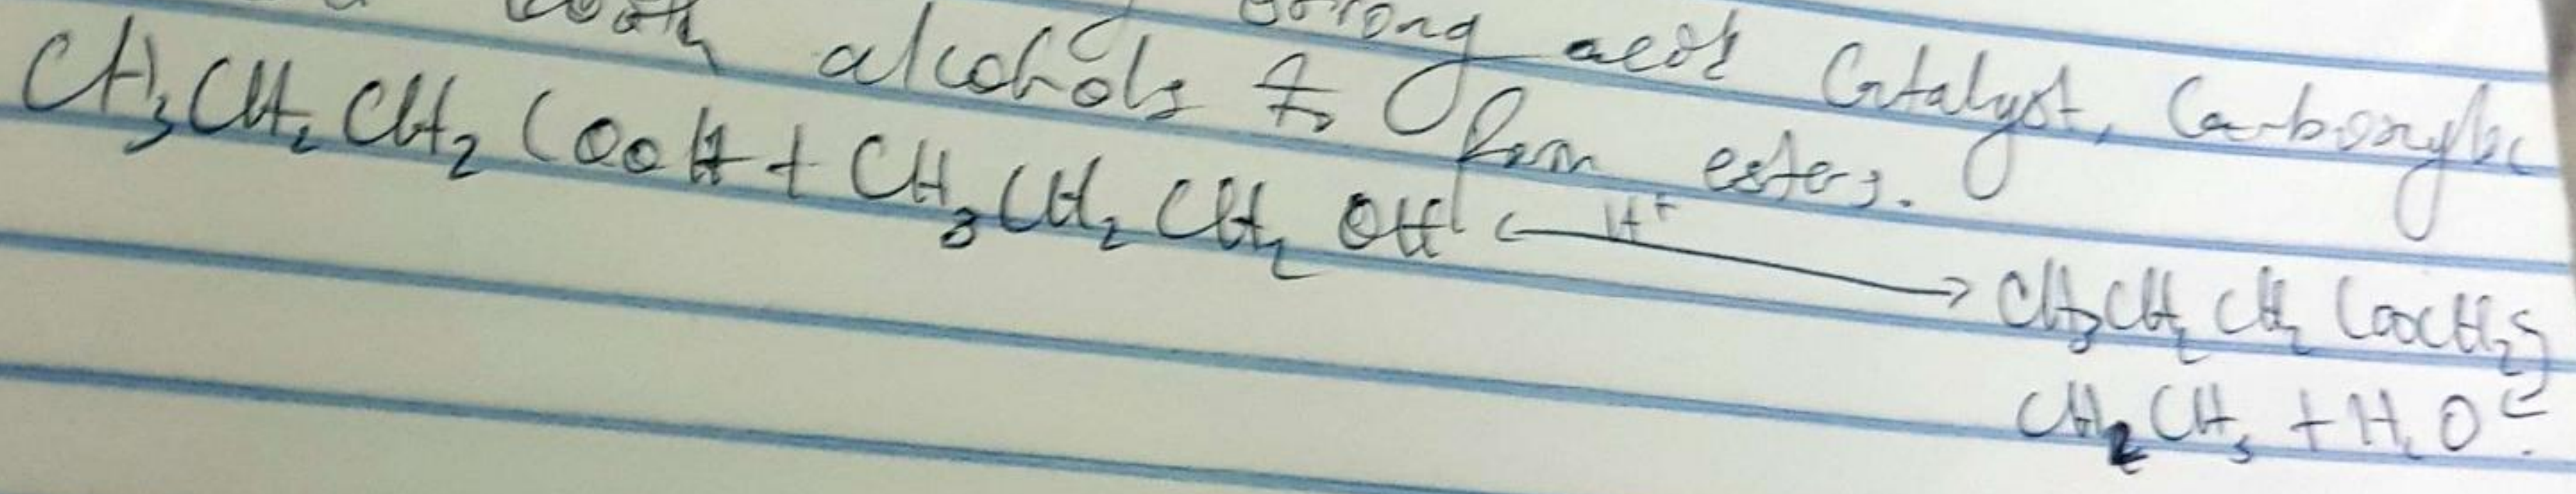 strong acid Catalyst, Carboxylic
alcohols to form esters.
CH₃CH₂CH₂COOH + CH₃CH₂CH₂OH ⟷ H⁺
CH₃CH₂CH₂COOCH₂
CH₂CH₃ + H₂O